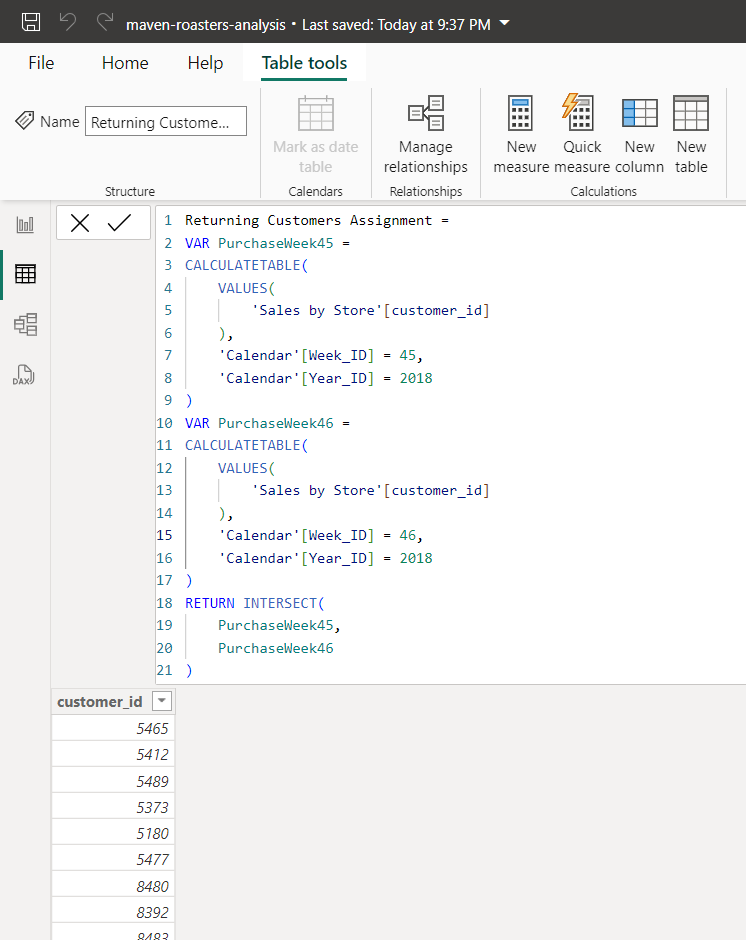 maven-roasters-analysis • Last saved: Today at 9:37 PM
File Home Help Table tools
Name Returning Custome...
Mark as date table
Manage relationships
New measure
Quick measure
New column
New table
Structure Calendars Relationships Calculations
1 Returning Customers Assignment =
2 VAR PurchaseWeek45 =
3 CALCULATETABLE(
4 VALUES(
5 'Sales by Store'[customer_id]
6 ),
7 'Calendar'[Week_ID] = 45,
8 'Calendar'[Year_ID] = 2018
9 )
10 VAR PurchaseWeek46 =
11 CALCULATETABLE(
12 VALUES(
13 'Sales by Store'[customer_id]
14 ),
15 'Calendar'[Week_ID] = 46,
16 'Calendar'[Year_ID] = 2018
17 )
18 RETURN INTERSECT(
19 PurchaseWeek45,
20 PurchaseWeek46
21 )
DAX
customer_id
5465
5412
5489
5373
5180
5477
8480
8392
8483